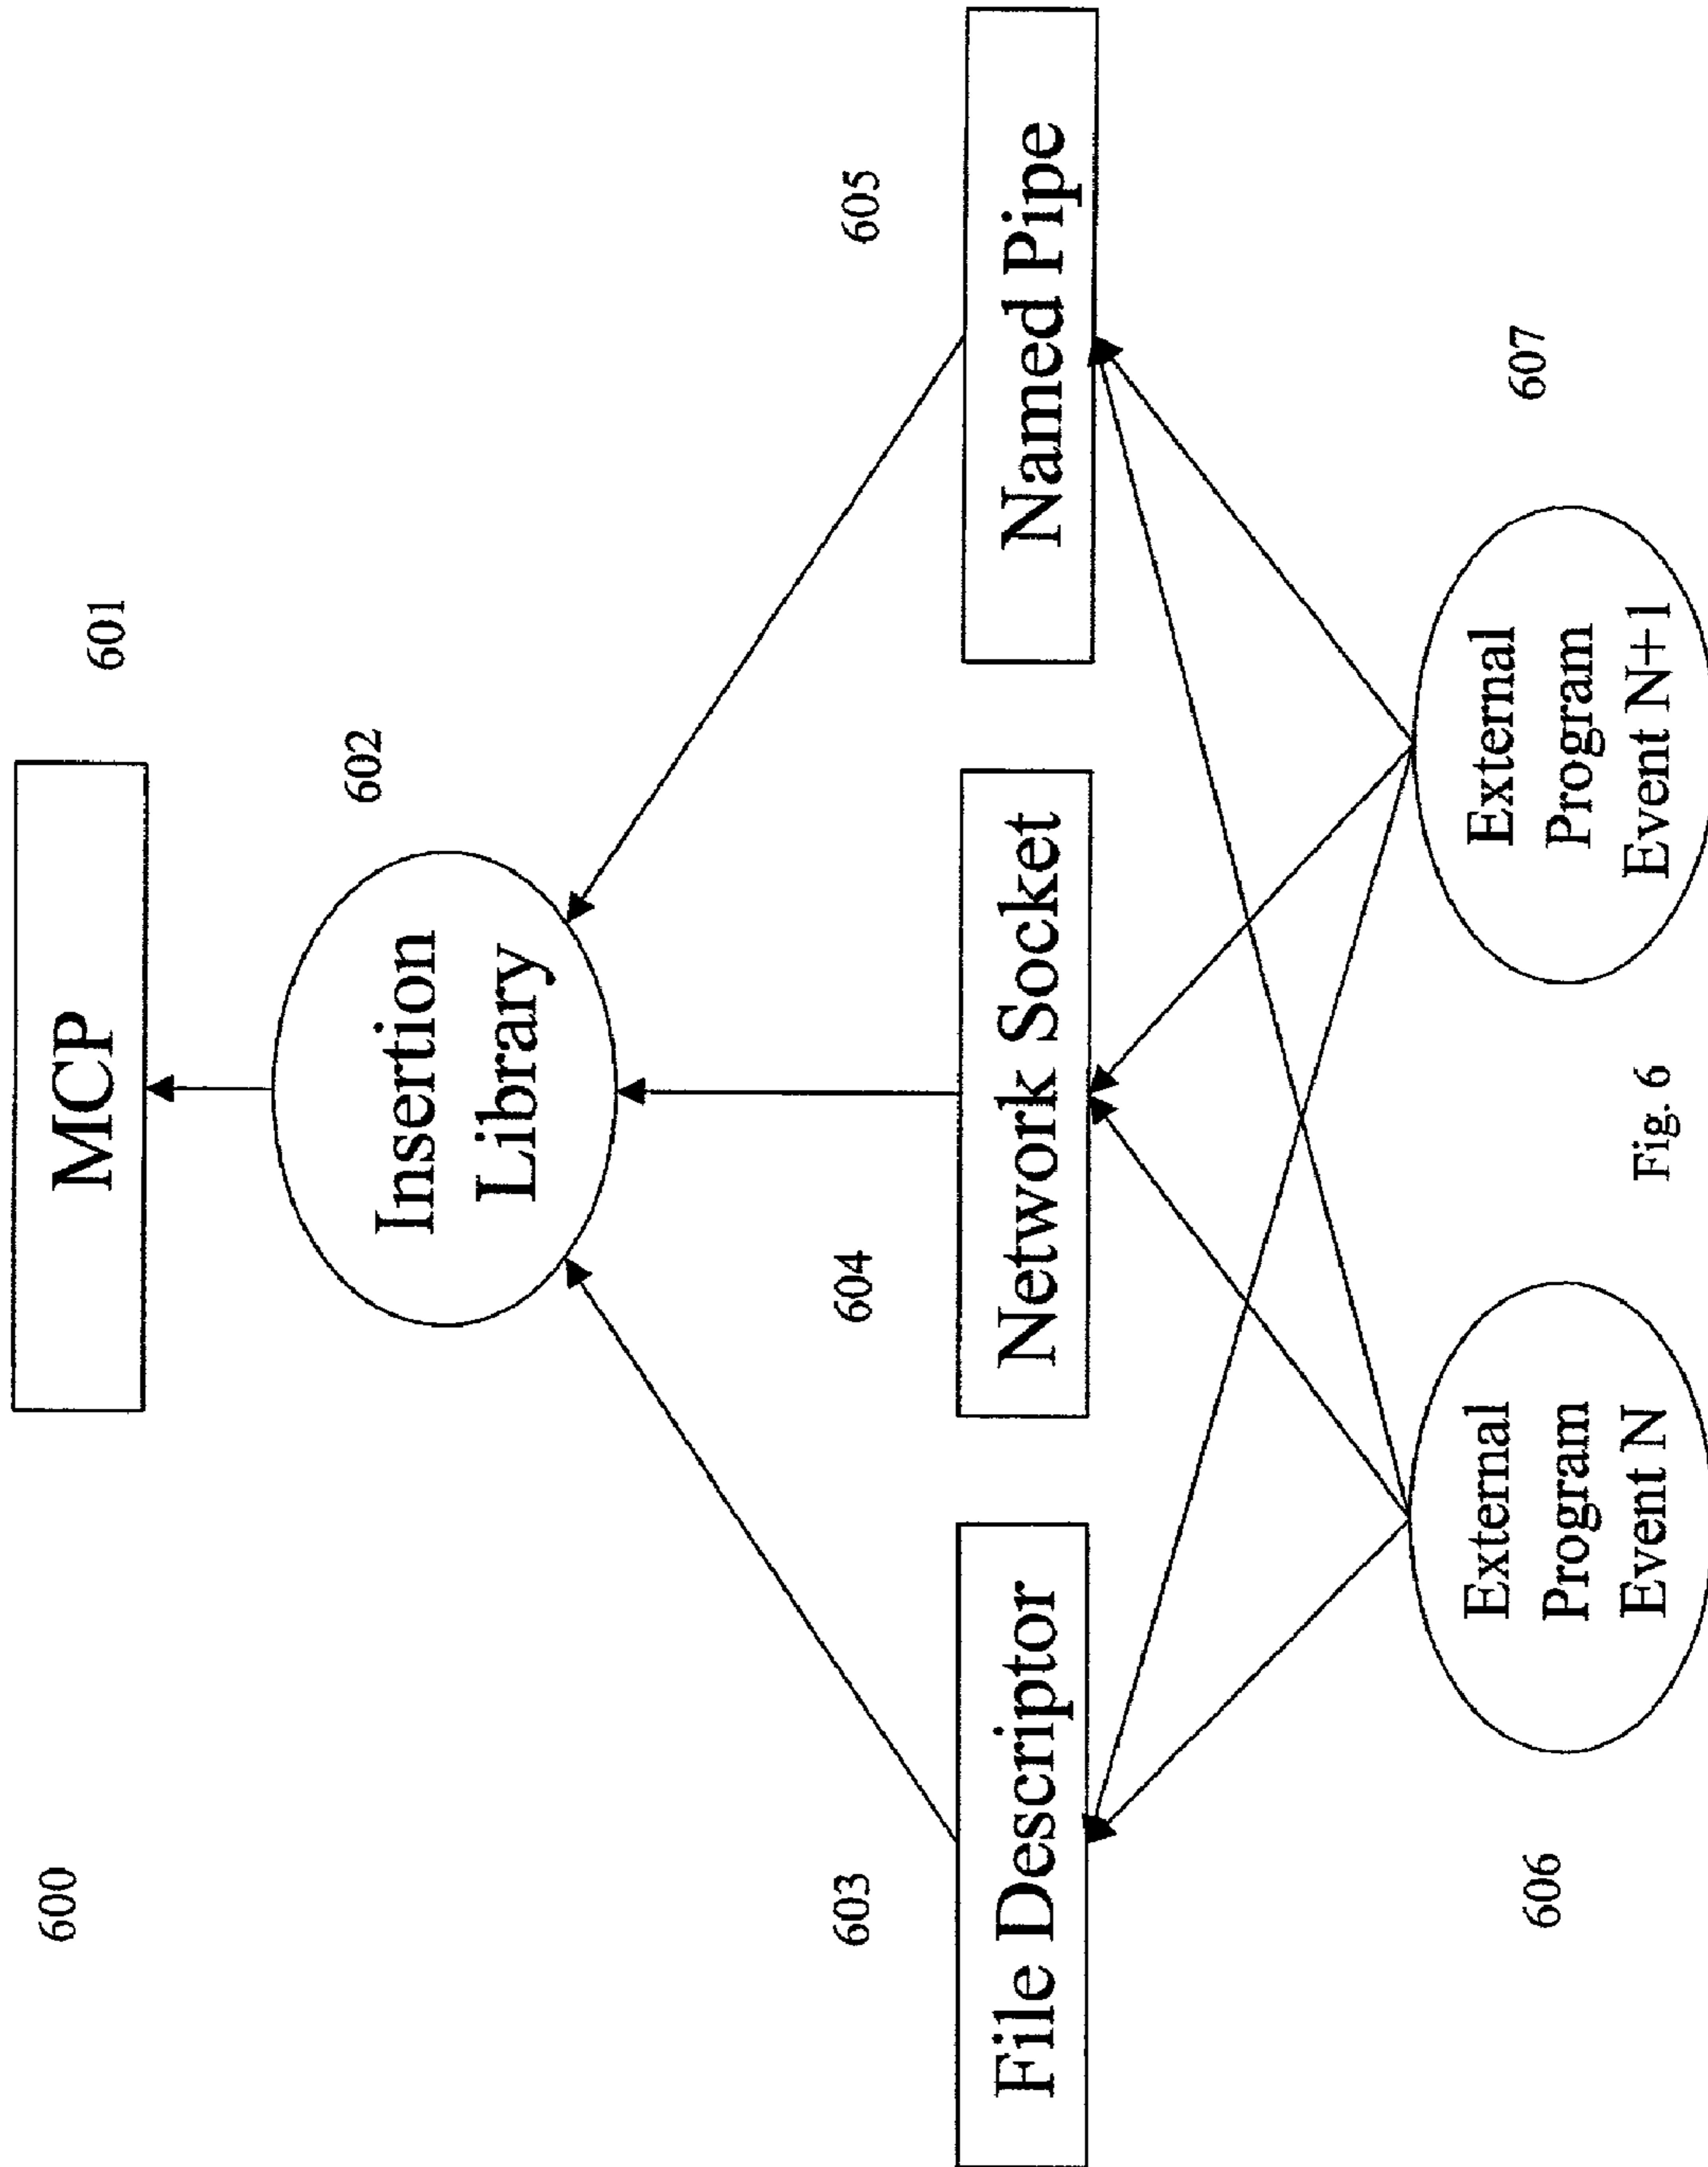 600
MCP
601
Insertion
Library
602
603
File Descriptor
604
Network Socket
605
Named Pipe
606
External
Program
Event N
External
Program
Event N+1
607
Fig. 6